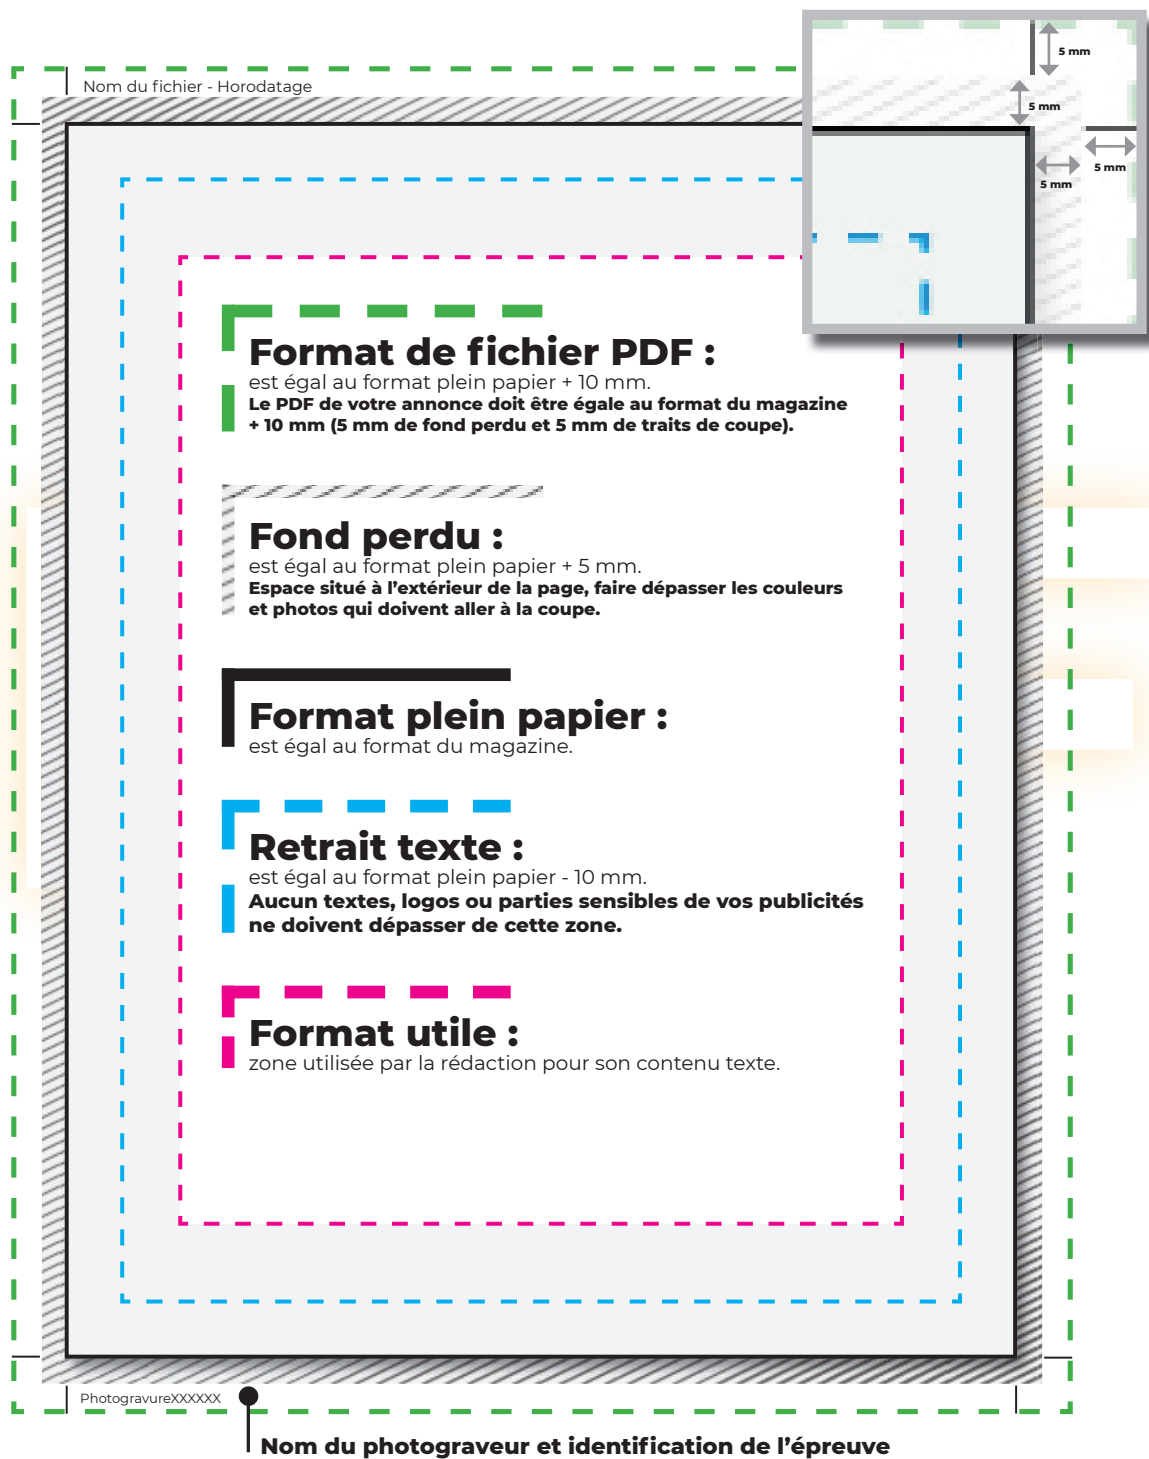 5 mm
Nom du fichier - Horodatage
5 mm
5 mm
5 mm
Format de fichier PDF :
est égal au format plein papier + 10 mm.
Le PDF de votre annonce doit être égale au format du magazine
+ 10 mm (5 mm de fond perdu et 5 mm de traits de coupe).
Fond perdu :
est égal au format plein papier + 5 mm.
Espace situé à l’extérieur de la page, faire dépasser les couleurs
et photos qui doivent aller à la coupe.
Format plein papier :
est égal au format du magazine.
Retrait texte :
est égal au format plein papier - 10 mm.
Aucun textes, logos ou parties sensibles de vos publicités
ne doivent dépasser de cette zone.
Format utile :
zone utilisée par la rédaction pour son contenu texte.
PhotogravureXXXXXX
Nom du photograveur et identification de l’épreuve